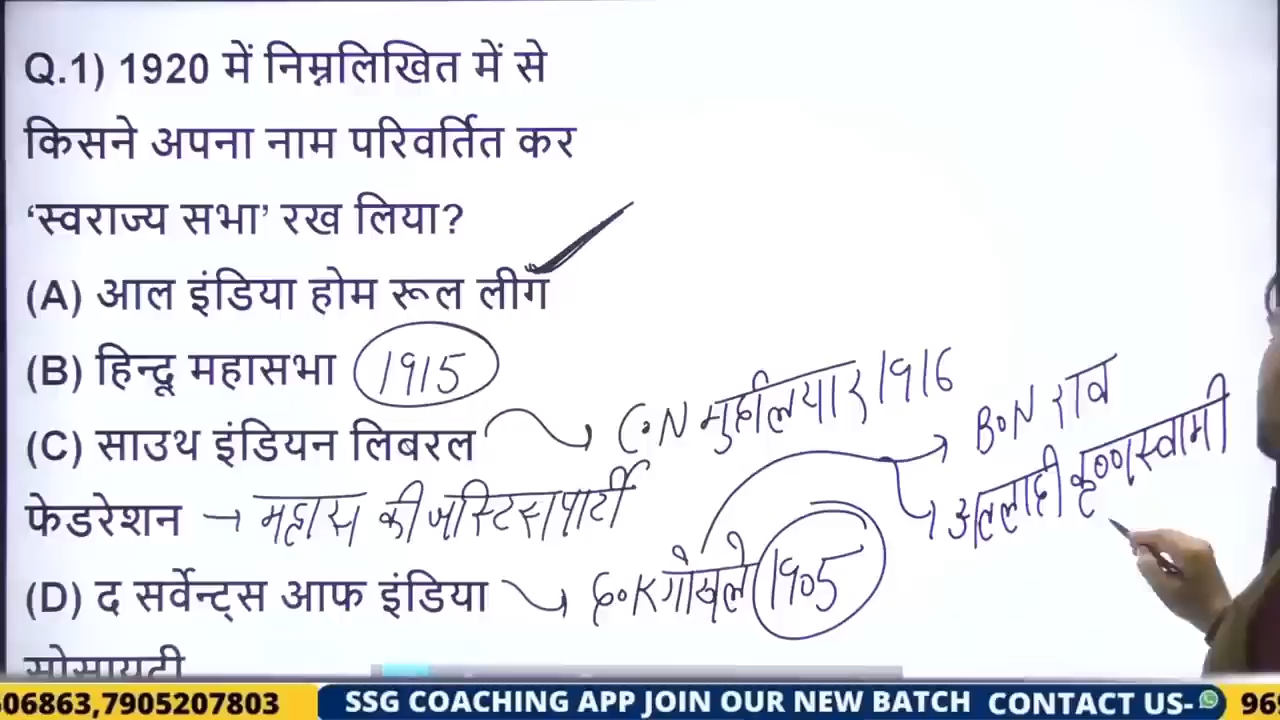 Q.1) 1920 में निम्नलिखित में से
किसने अपना नाम परिवर्तित कर
‘स्वराज्य सभा’ रख लिया?
(A) आल इंडिया होम रूल लीग
(B) हिन्दू महासभा 1915
(C) साउथ इंडियन लिबरल C.N मुदालियार 1916
फेडरेशन → मद्रास की जस्टिस पार्टी
B.N राव
अल्लादी कृष्णस्वामी
(D) द सर्वेन्ट्स आफ इंडिया G.K गोखले 1905
सोसायटी
06863,7905207803 SSG COACHING APP JOIN OUR NEW BATCH CONTACT US- 96